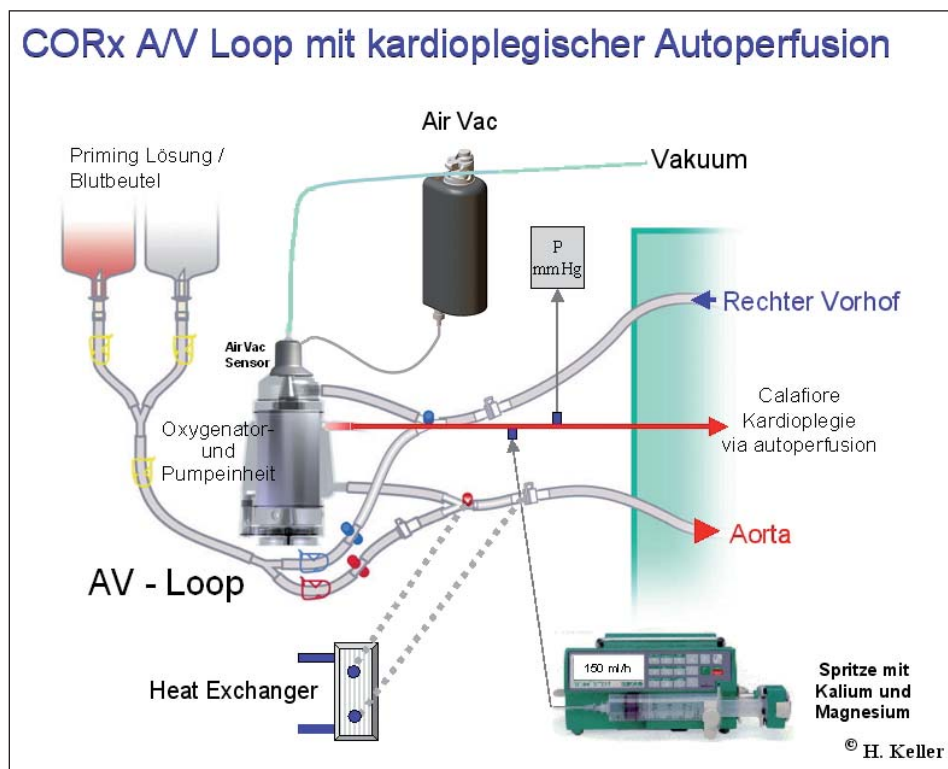 CORx A/V Loop mit kardioplegischer Autoperfusion
Air Vac
Priming Lösung /
Blutbeutel
Vakuum
P
mmHg
Rechter Vorhof
Air Vac
Sensor
Calafiore
Kardioplegie
via autoperfusion
Oxygenator-
und
Pumpeinheit
Aorta
AV - Loop
150 ml/h
Heat Exchanger
Spritze mit
Kalium und
Magnesium
© H. Keller